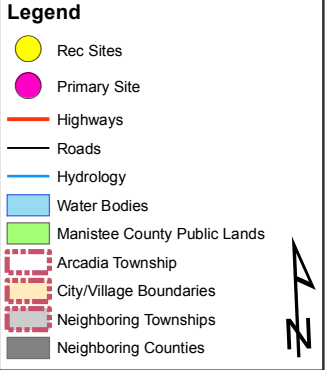 Legend
Rec Sites
Primary Site
Highways
Roads
Hydrology
Water Bodies
Manistee County Public Lands
Arcadia Township
City/Village Boundaries
Neighboring Townships
Neighboring Counties
N